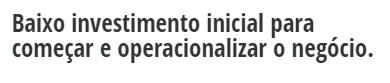 Baixo investimento inicial para
começar e operacionalizar o negócio.